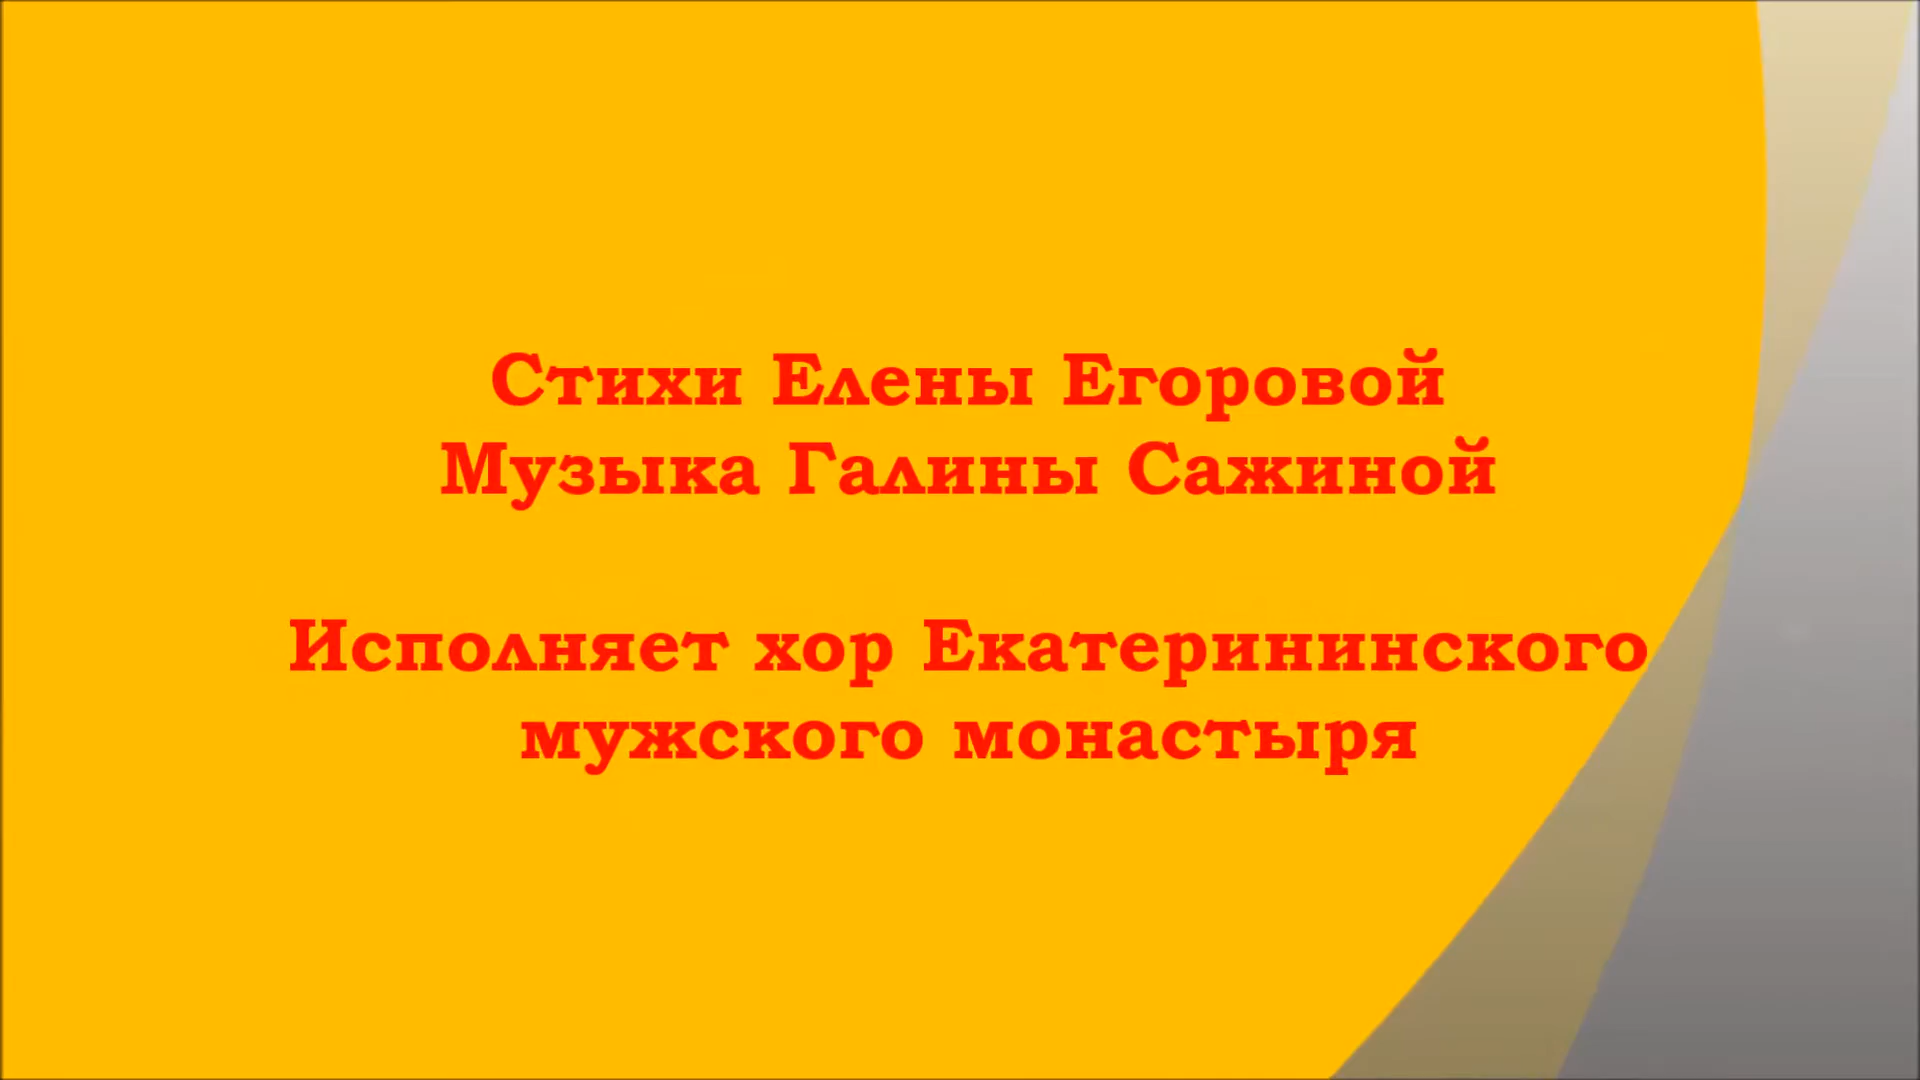 Стихи Елены Егоровой
Музыка Галины Сажиной
Исполняет хор Екатерининского
мужского монастыря